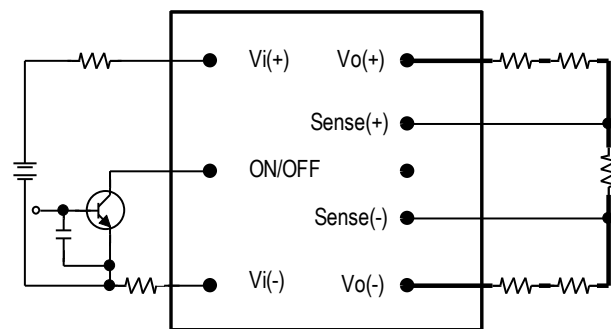 Vi(+) Vo(+)
Sense(+)
ON/OFF
Sense(-)
Vi(-) Vo(-)